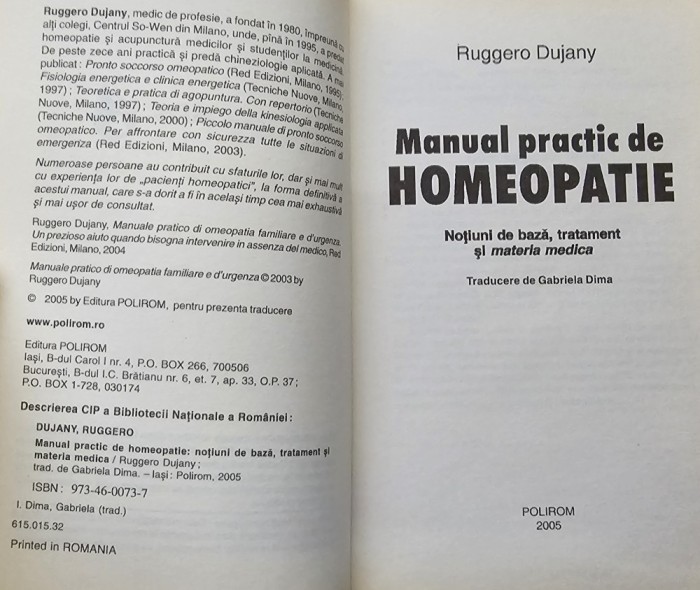 Ruggero Dujany, medic de profesie, a fondat în 1980, împreună cu
alți colegi, Centrul So-Wen din Milano, unde, pînă în 1995, a predat
homeopatie și acupunctură medicilor și studenților la medicină.
De peste zece ani practică și predă chineziologie aplicată. A mai
publicat: Pronto soccorso omeopatico (Red Edizioni, Milano, 1995);
Fisiologia energetica e clinica energetica (Tecniche Nuove, Milano,
1997); Teoretica e pratica di agopuntura. Con repertorio (Tecniche
Nuove, Milano, 1997); Teoria e impiego della kinesiologia applicata
(Tecniche Nuove, Milano, 2000); Piccolo manuale di pronto soccorso
omeopatico. Per affrontare con sicurezza tutte le situazioni di
emergenza (Red Edizioni, Milano, 2003).
Numeroase persoane au contribuit cu sfaturile lor, dar și mai mult
cu experiența lor de „pacienți homeopatici”, la forma definitivă a
acestui manual, care s-a dorit a fi în același timp cea mai exhaustivă
și mai ușor de consultat.
Ruggero Dujany, Manuale pratico di omeopatia familiare e d'urgenza.
Un prezioso aiuto quando bisogna intervenire in assenza del medico, Red
Edizioni, Milano, 2004
Manuale pratico di omeopatia familiare e d'urgenza © 2003 by
Ruggero Dujany
© 2005 by Editura POLIROM, pentru prezenta traducere
www.polirom.ro
Editura POLIROM
Iași, B-dul Carol I nr. 4, P.O. BOX 266, 700506
București, B-dul I.C. Brătianu nr. 6, et. 7, ap. 33, O.P. 37;
P.O. BOX 1-728, 030174
Descrierea CIP a Bibliotecii Naționale a României:
DUJANY, RUGGERO
Manual practic de homeopatie: noțiuni de bază, tratament și
materia medica / Ruggero Dujany;
trad. de Gabriela Dima. – Iași: Polirom, 2005
ISBN: 973-46-0073-7
I. Dima, Gabriela (trad.)
615.015.32
Printed in ROMANIA
Ruggero Dujany
Manual practic de
HOMEOPATIE
Noțiuni de bază, tratament
și materia medica
Traducere de Gabriela Dima
POLIROM
2005